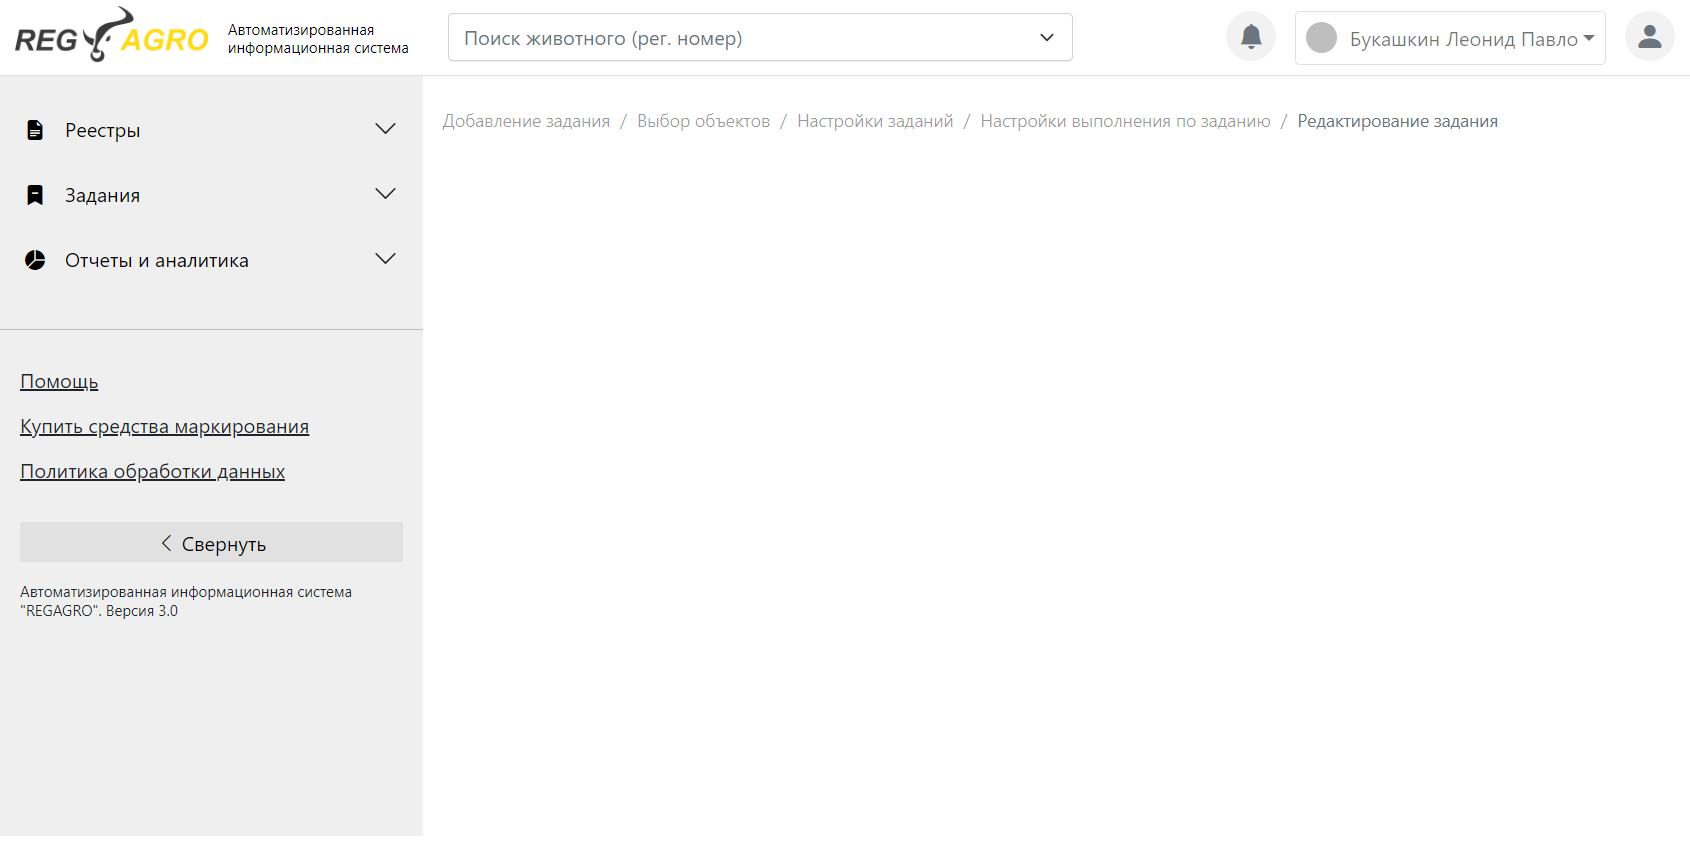 REG AGRO
Автоматизированная
информационная система
Поиск животного (рег. номер)
Букашкин Леонид Павло
Реестры
Задания
Отчеты и аналитика
Помощь
Купить средства маркирования
Политика обработки данных
Свернуть
Автоматизированная информационная система
"REGAGRO". Версия 3.0
Добавление задания / Выбор объектов / Настройки заданий / Настройки выполнения по заданию / Редактирование задания